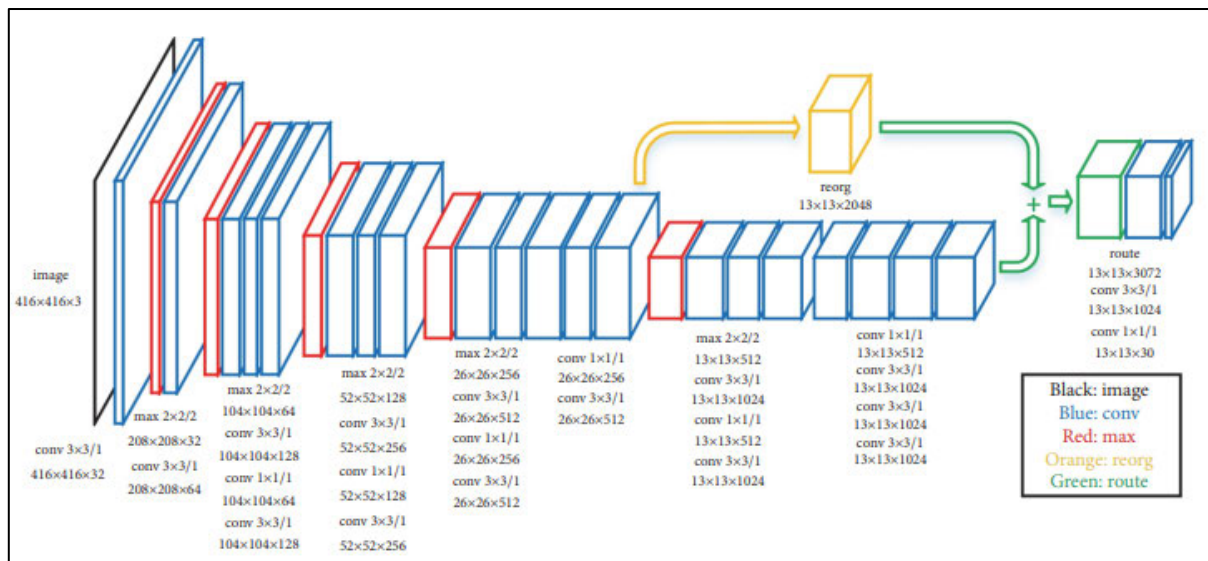 image
416×416×3
conv 3×3/1
416×416×32
max 2×2/2
208×208×32
conv 3×3/1
208×208×64
max 2×2/2
104×104×64
conv 3×3/1
104×104×128
conv 1×1/1
104×104×64
conv 3×3/1
104×104×128
max 2×2/2
52×52×128
conv 3×3/1
52×52×256
conv 1×1/1
52×52×128
conv 3×3/1
52×52×256
max 2×2/2
26×26×256
conv 3×3/1
26×26×512
conv 1×1/1
26×26×256
conv 3×3/1
26×26×512
conv 1×1/1
26×26×256
conv 3×3/1
26×26×512
reorg
13×13×2048
max 2×2/2
13×13×512
conv 3×3/1
13×13×1024
conv 1×1/1
13×13×512
conv 3×3/1
13×13×1024
conv 1×1/1
13×13×512
conv 3×3/1
13×13×1024
conv 3×3/1
13×13×1024
conv 3×3/1
13×13×1024
+
route
13×13×3072
conv 3×3/1
13×13×1024
conv 1×1/1
13×13×30
Black: image
Blue: conv
Red: max
Orange: reorg
Green: route